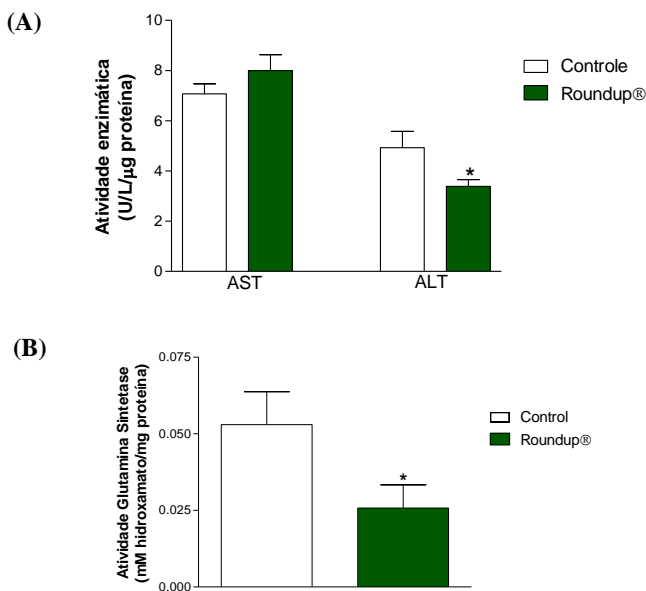 (A)
Atividade enzimática
(U/L/μg proteína)
10
8
6
4
2
0
*
AST
ALT
Controle
Roundup®
(B)
Atividade Glutamina Sintetase
(mM hidroxamato/mg proteína)
0.075
0.050
0.025
0.000
*
Control
Roundup®